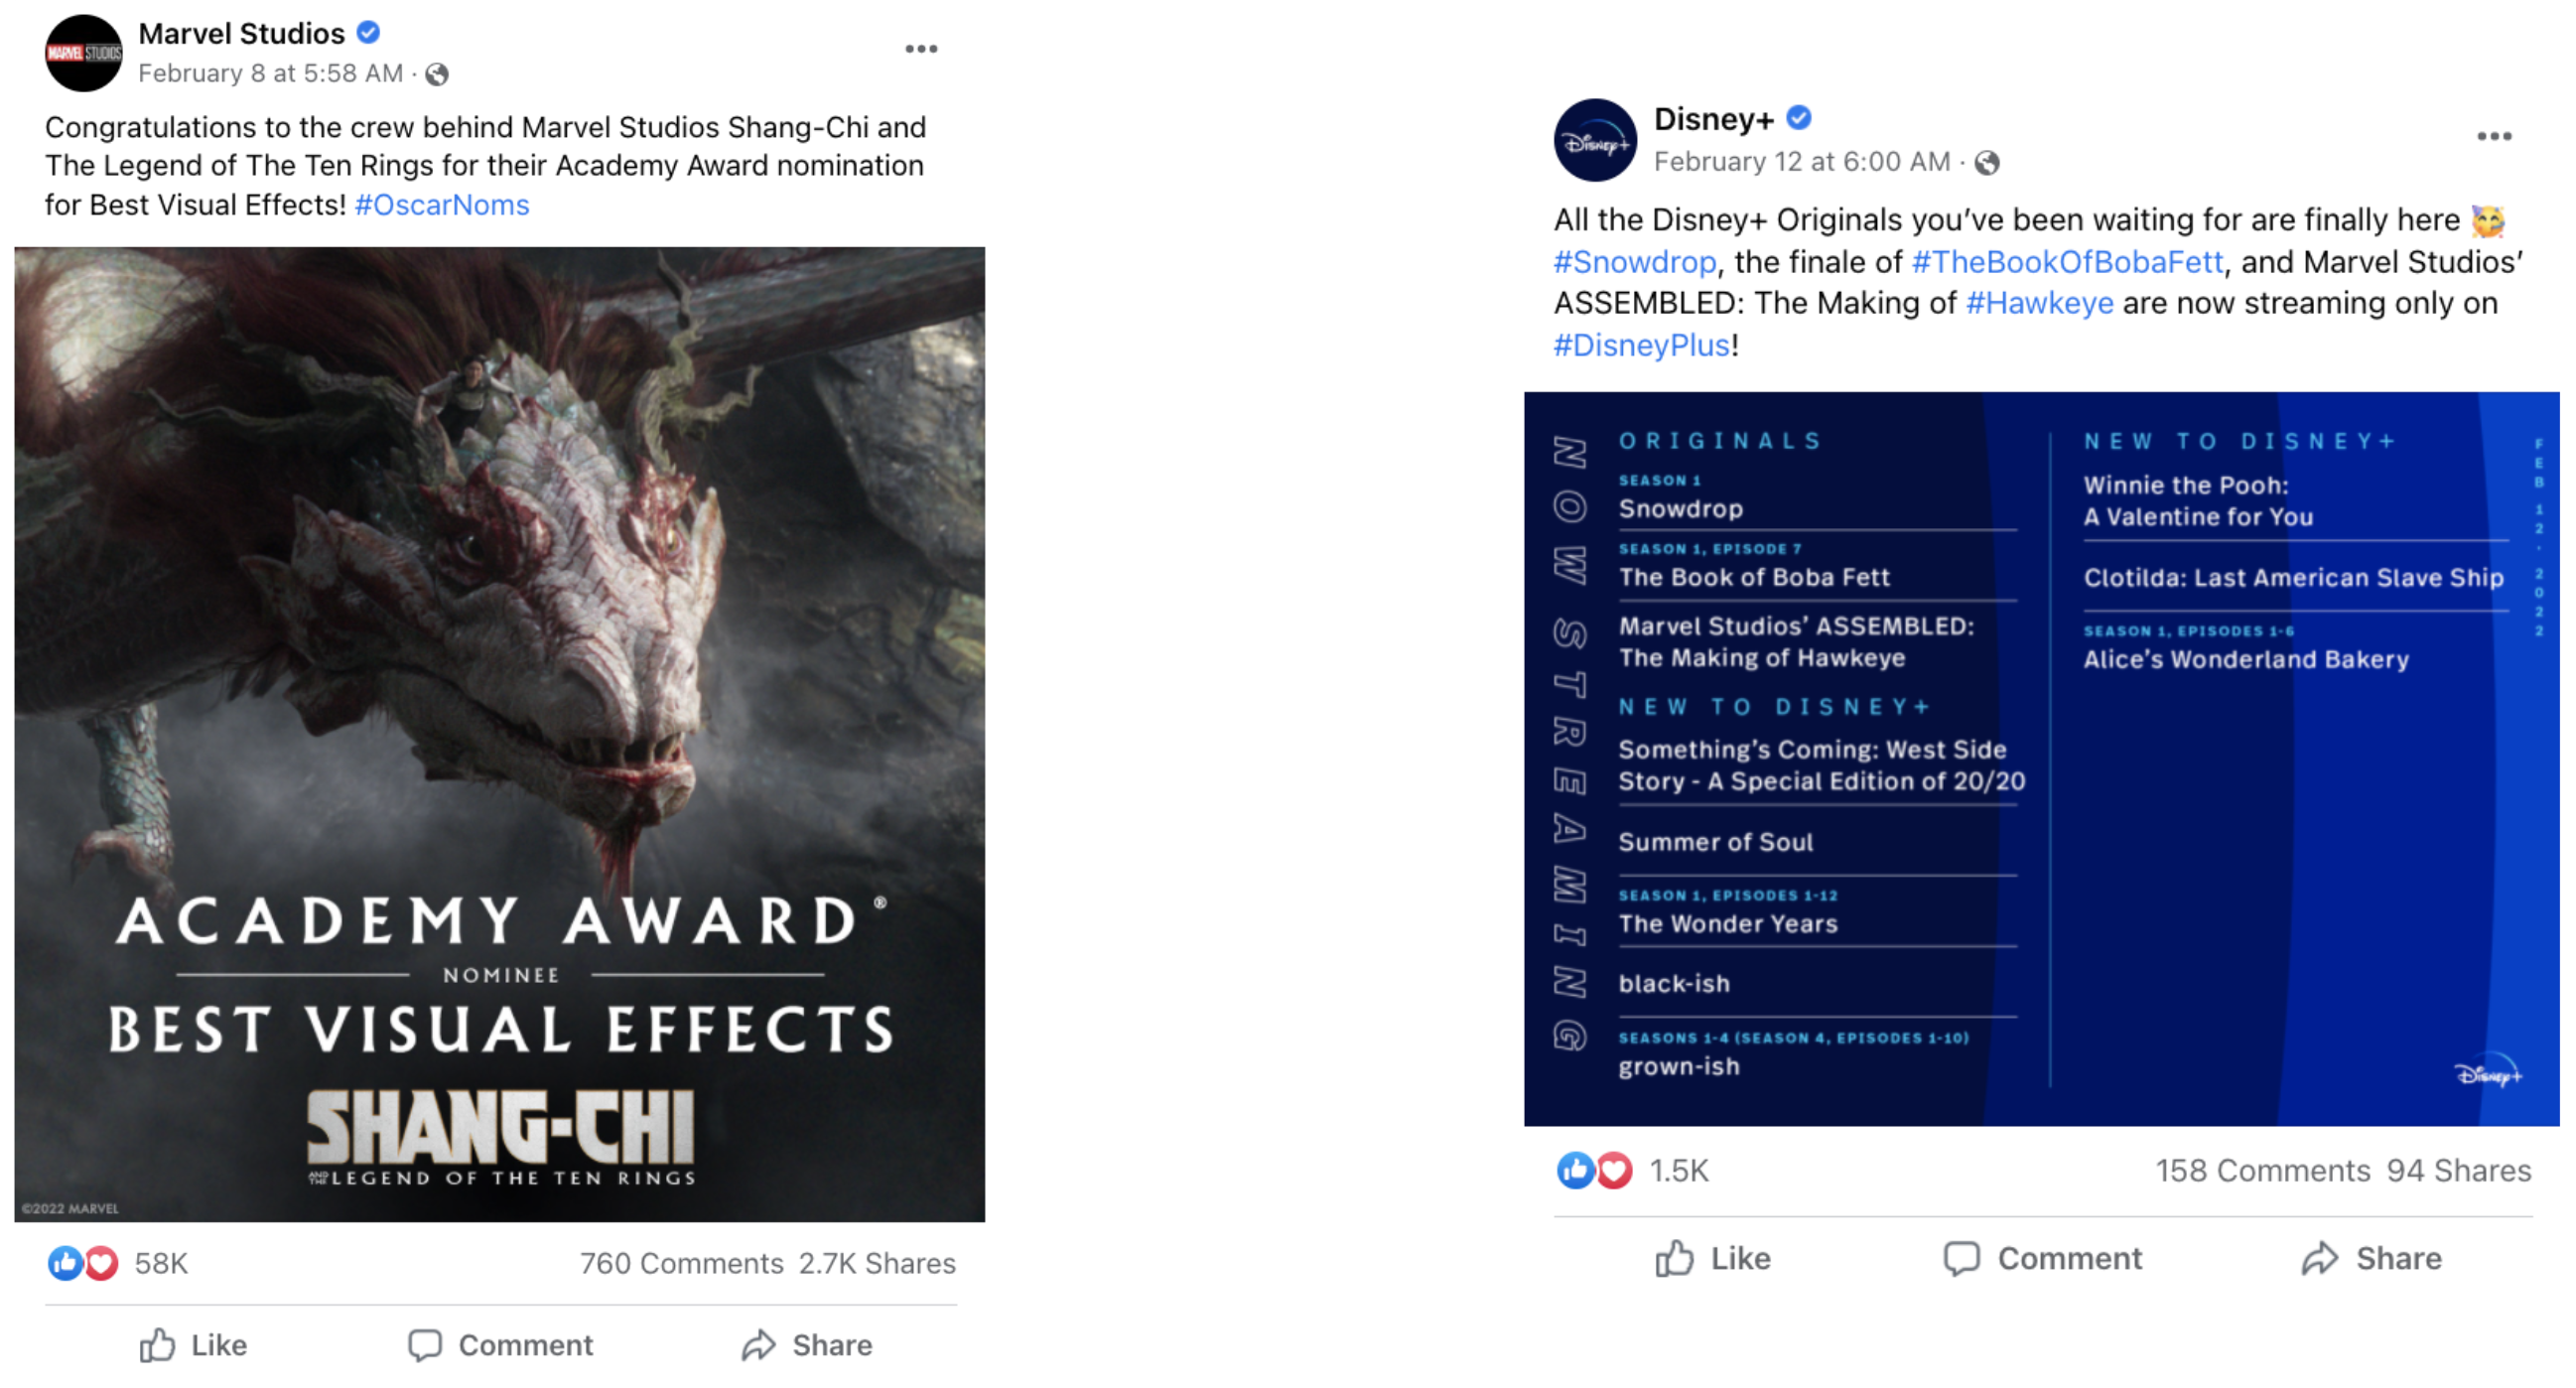 MARVEL STUDIOS
Marvel Studios
February 8 at 5:58 AM ·
Congratulations to the crew behind Marvel Studios Shang-Chi and
The Legend of The Ten Rings for their Academy Award nomination
for Best Visual Effects! #OscarNoms
ACADEMY AWARD®
NOMINEE
BEST VISUAL EFFECTS
SHANG-CHI
AND THE LEGEND OF THE TEN RINGS
©2022 MARVEL
58K
760 Comments 2.7K Shares
Like Comment Share
Disney+
Disney+
February 12 at 6:00 AM ·
All the Disney+ Originals you’ve been waiting for are finally here 🥳
#Snowdrop, the finale of #TheBookOfBobaFett, and Marvel Studios’
ASSEMBLED: The Making of #Hawkeye are now streaming only on
#DisneyPlus!
NOW STREAMING
ORIGINALS
SEASON 1
Snowdrop
SEASON 1, EPISODE 7
The Book of Boba Fett
Marvel Studios’ ASSEMBLED:
The Making of Hawkeye
NEW TO DISNEY+
Something’s Coming: West Side
Story - A Special Edition of 20/20
Summer of Soul
SEASON 1, EPISODES 1-12
The Wonder Years
black-ish
SEASONS 1-4 (SEASON 4, EPISODES 1-10)
grown-ish
NEW TO DISNEY+
Winnie the Pooh:
A Valentine for You
Clotilda: Last American Slave Ship
SEASON 1, EPISODES 1-6
Alice’s Wonderland Bakery
FEB 12 · 2022
Disney+
1.5K
158 Comments 94 Shares
Like Comment Share